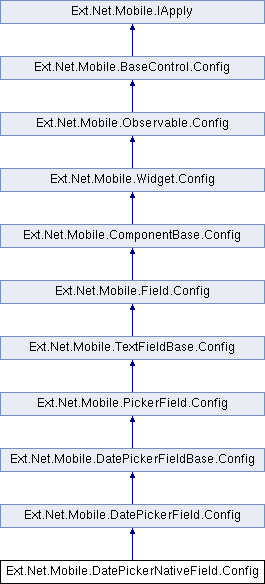 Ext.Net.Mobile.IApply
Ext.Net.Mobile.BaseControl.Config
Ext.Net.Mobile.Observable.Config
Ext.Net.Mobile.Widget.Config
Ext.Net.Mobile.ComponentBase.Config
Ext.Net.Mobile.Field.Config
Ext.Net.Mobile.TextFieldBase.Config
Ext.Net.Mobile.PickerField.Config
Ext.Net.Mobile.DatePickerFieldBase.Config
Ext.Net.Mobile.DatePickerField.Config
Ext.Net.Mobile.DatePickerNativeField.Config